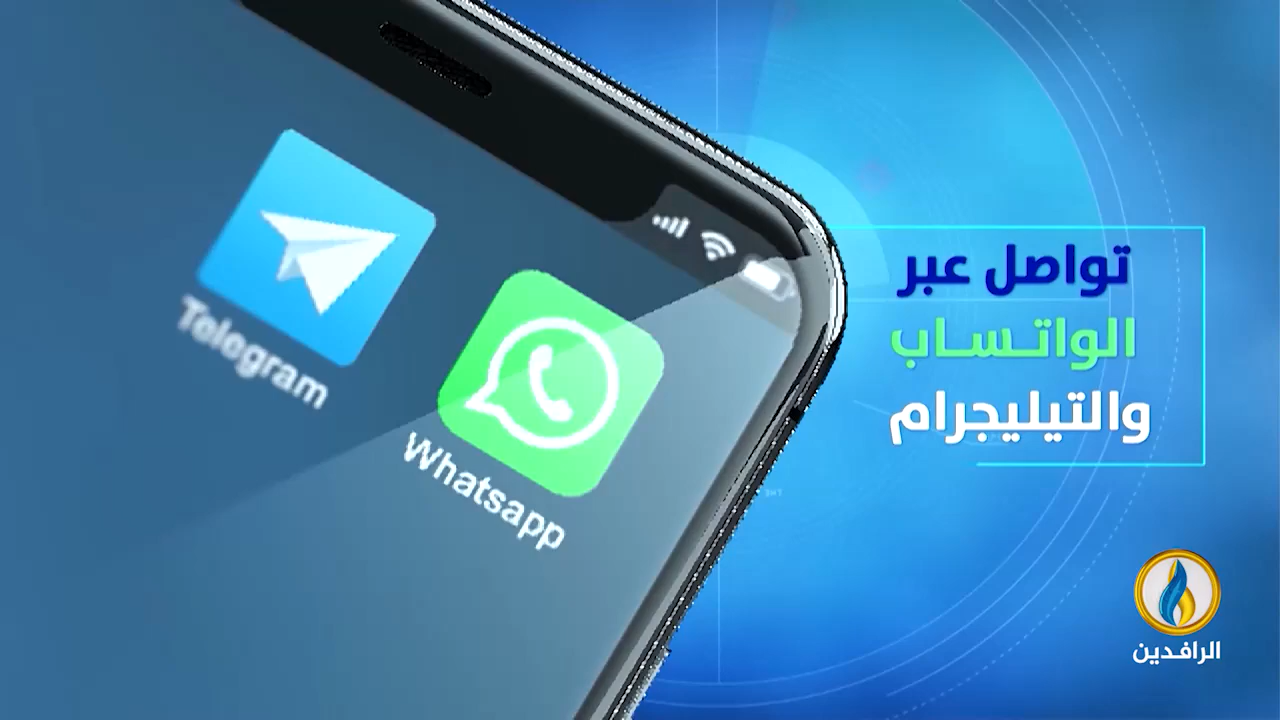 Telegram
Whatsapp
تواصل عبر
الواتساب
والتيليجرام
الرافدين